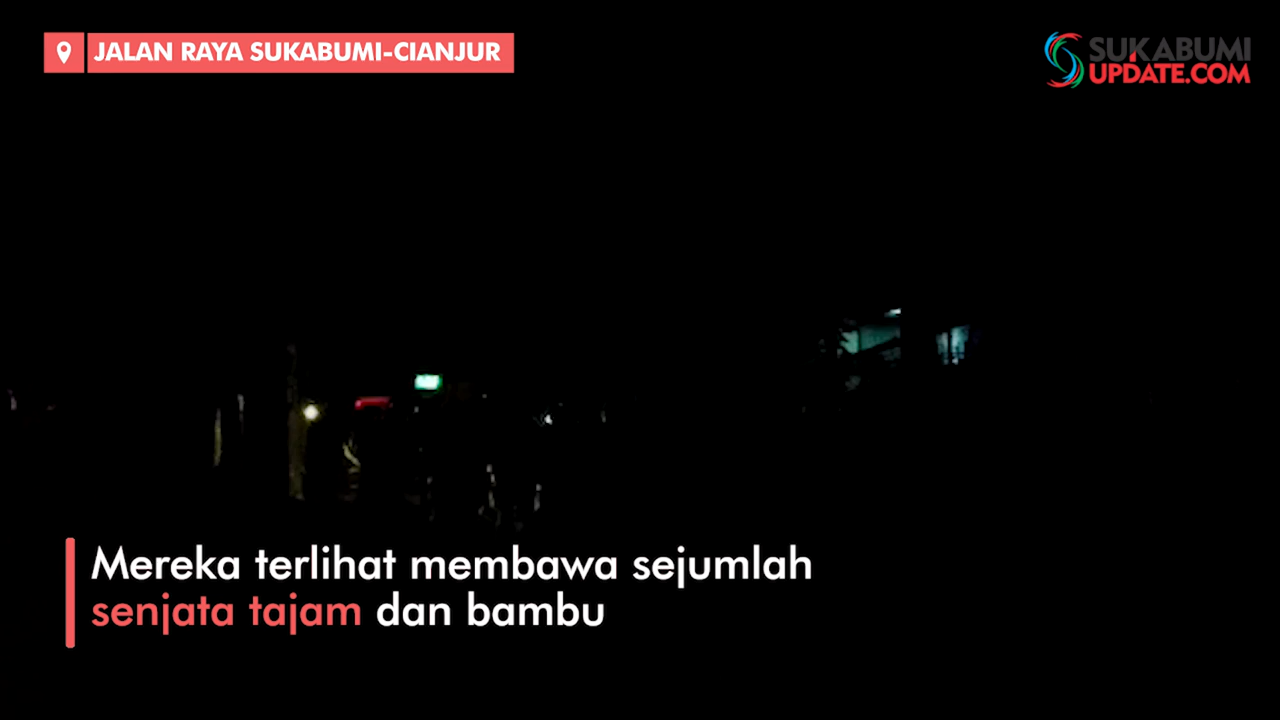 JALAN RAYA SUKABUMI-CIANJUR
SUKABUMI
UPDATE.COM
Mereka terlihat membawa sejumlah
senjata tajam dan bambu